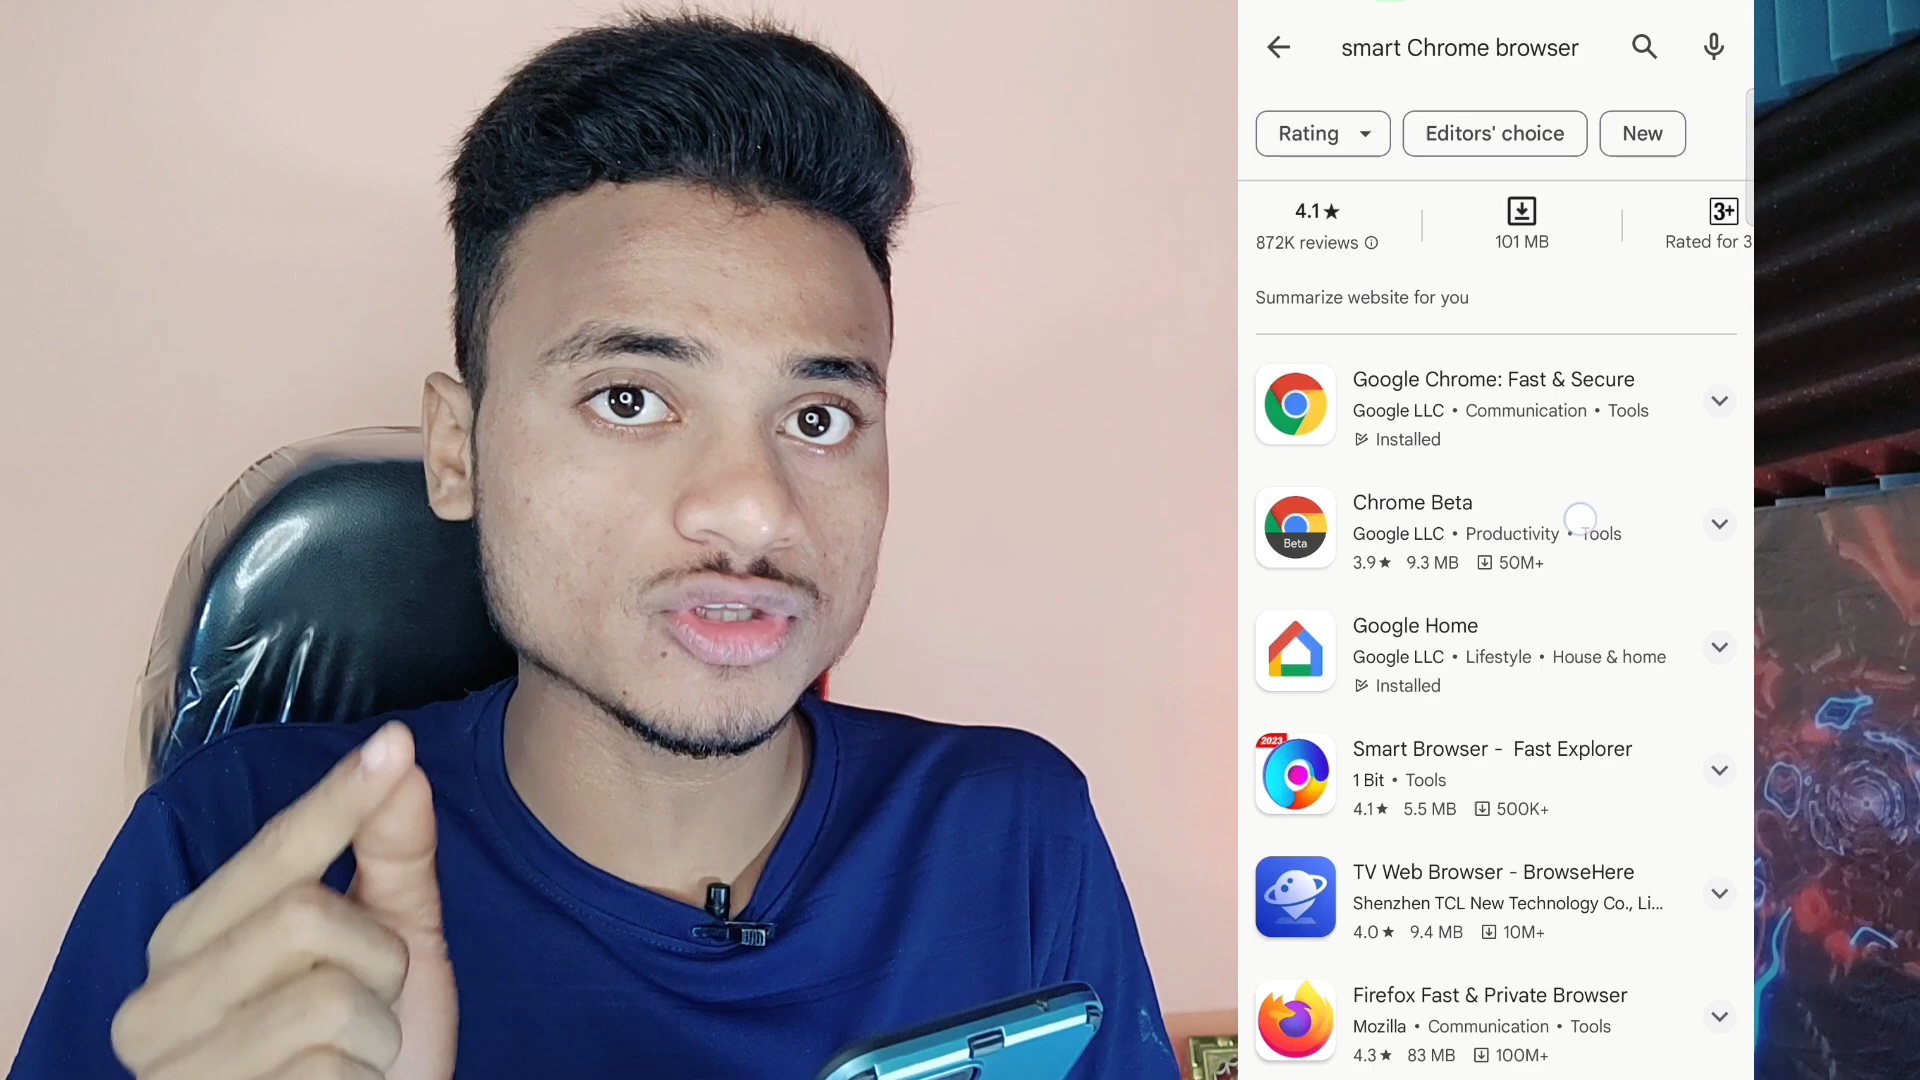 smart Chrome browser
Rating
Editors' choice
New
4.1★
872K reviews
101 MB
3+
Rated for 3
Summarize website for you
Google Chrome: Fast & Secure
Google LLC • Communication • Tools
Installed
Beta
Chrome Beta
Google LLC • Productivity • Tools
3.9★ 9.3 MB 50M+
Google Home
Google LLC • Lifestyle • House & home
Installed
2023
Smart Browser - Fast Explorer
1 Bit • Tools
4.1★ 5.5 MB 500K+
TV Web Browser - BrowseHere
Shenzhen TCL New Technology Co., Li...
4.0★ 9.4 MB 10M+
Firefox Fast & Private Browser
Mozilla • Communication • Tools
4.3★ 83 MB 100M+